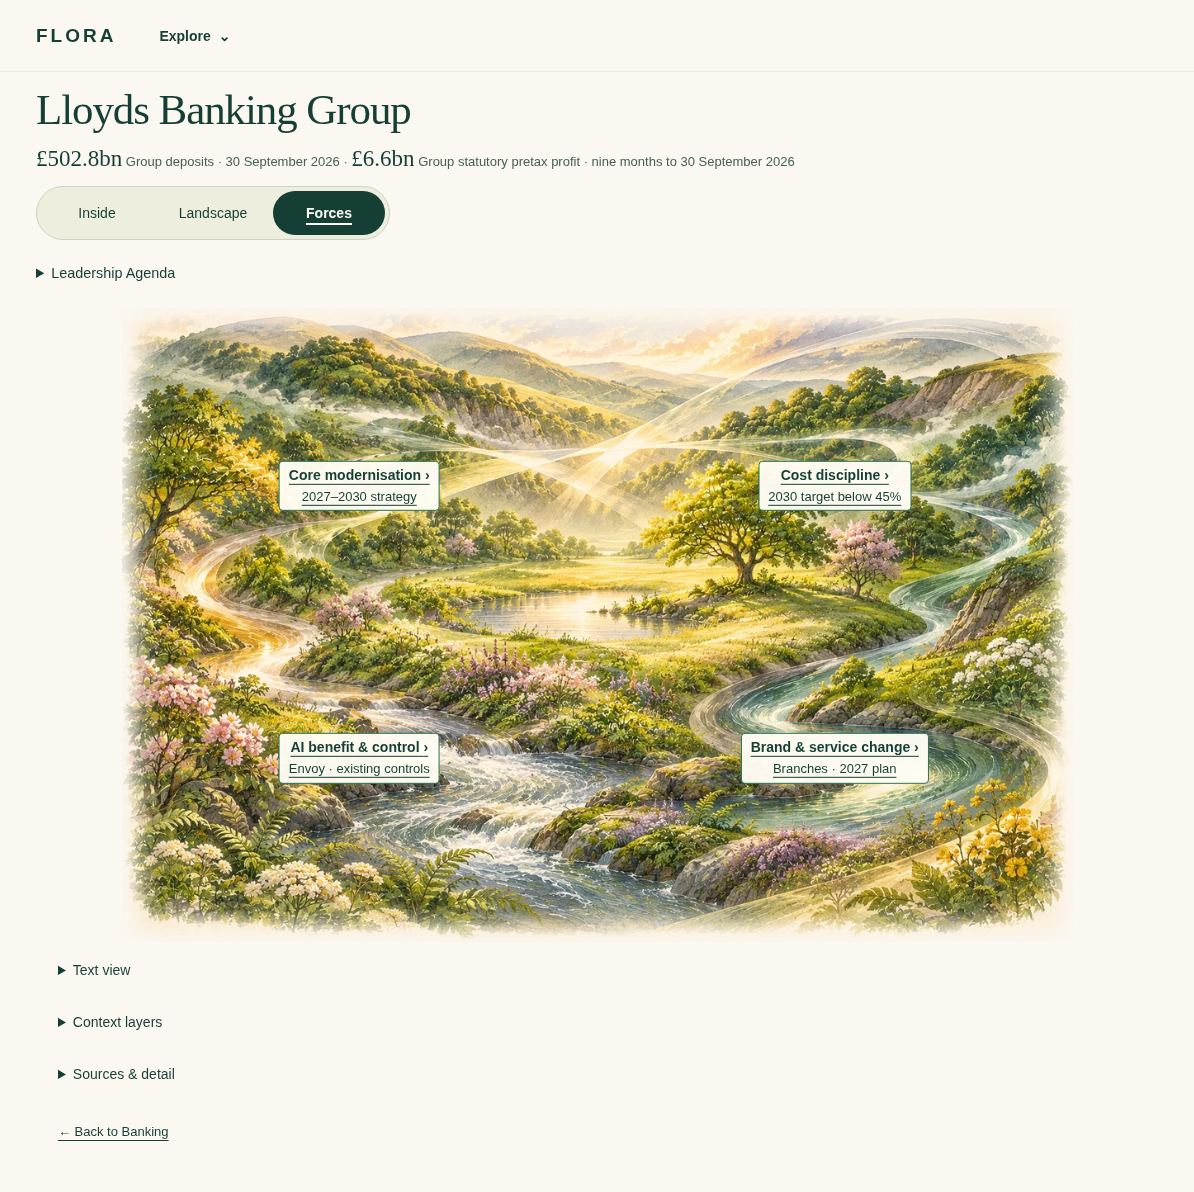 FLORA Explore ⌄
Lloyds Banking Group
£502.8bn Group deposits · 30 September 2026 · £6.6bn Group statutory pretax profit · nine months to 30 September 2026
Inside Landscape Forces
▶ Leadership Agenda
Core modernisation ›
2027–2030 strategy
Cost discipline ›
2030 target below 45%
AI benefit & control ›
Envoy · existing controls
Brand & service change ›
Branches · 2027 plan
▶ Text view
▶ Context layers
▶ Sources & detail
← Back to Banking